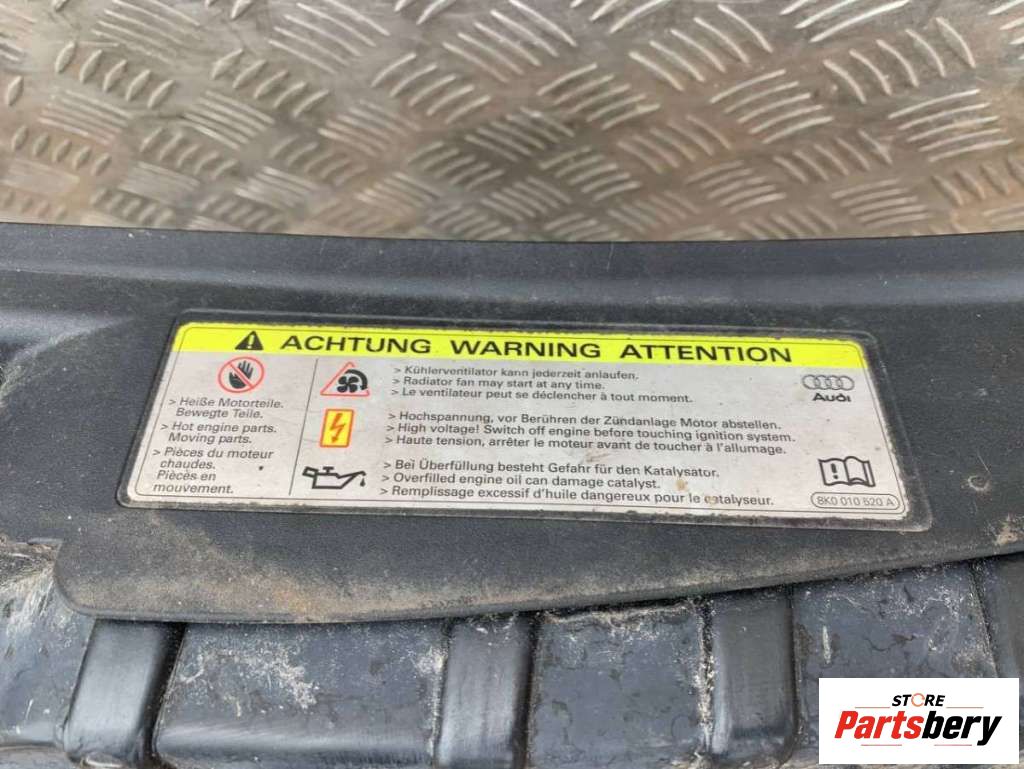 ACHTUNG WARNING ATTENTION
> Heiße Motorteile.
Bewegte Teile.
> Hot engine parts.
Moving parts.
> Pièces du moteur
chaudes.
Pièces en
mouvement.
> Kühlerventilator kann jederzeit anlaufen.
> Radiator fan may start at any time.
> Le ventilateur peut se déclencher à tout moment.
> Hochspannung, vor Berühren der Zündanlage Motor abstellen.
> High voltage! Switch off engine before touching ignition system.
> Haute tension, arrêter le moteur avant de toucher à l'allumage.
> Bei Überfüllung besteht Gefahr für den Katalysator.
> Overfilled engine oil can damage catalyst.
> Remplissage excessif d'huile dangereux pour le catalyseur.
Audi
8K0 010 520 A
STORE
Partsbery